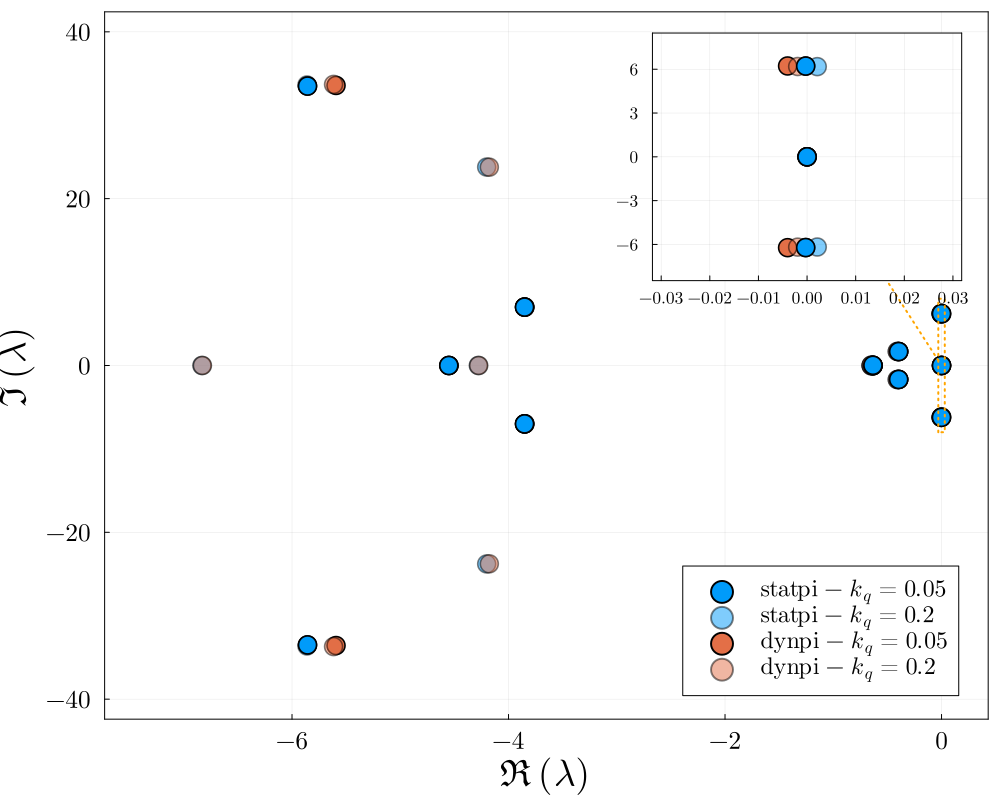 40
20
0
−20
−40
ℑ(λ)
−6 −4 −2 0
ℜ(λ)
6
3
0
−3
−6
−0.03 −0.02 −0.01 0.00 0.01 0.02 0.03
statpi − k_q = 0.05
statpi − k_q = 0.2
dynpi − k_q = 0.05
dynpi − k_q = 0.2